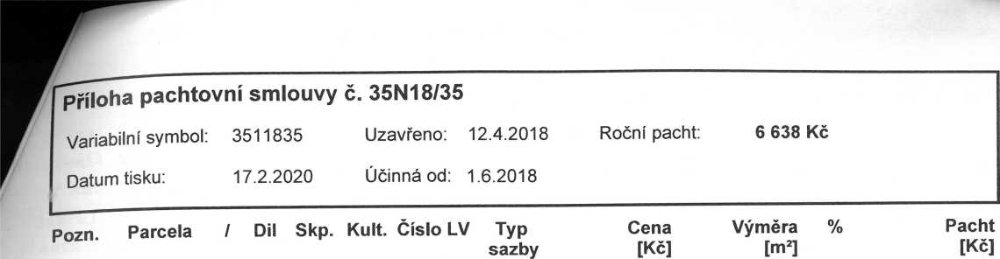 Příloha pachtovní smlouvy č. 35N18/35
Variabilní symbol: 3511835 Uzavřeno: 12.4.2018 Roční pacht: 6 638 Kč
Datum tisku: 17.2.2020 Účinná od: 1.6.2018
Pozn. Parcela / Dil Skp. Kult. Číslo LV Typ Cena Výměra % Pacht
sazby [Kč] [m²] [Kč]